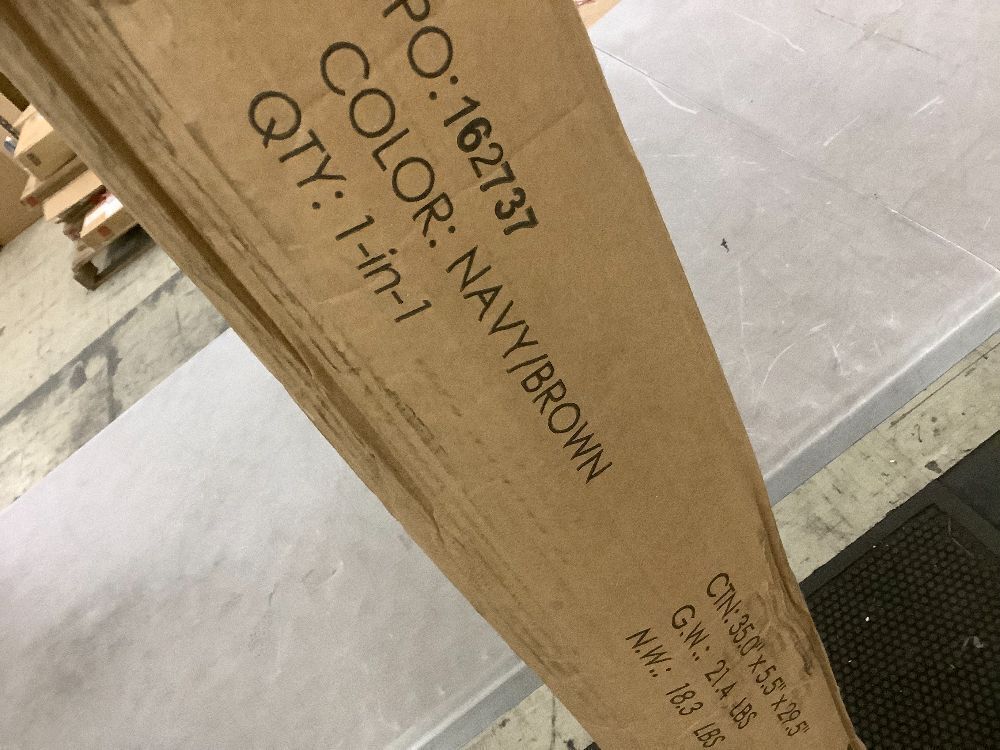 PO: 162737
COLOR: NAVY/BROWN
QTY: 1-in-1
CTN: 35.0" x 5.5" x 29.5"
G.W.: 21.4 LBS
N.W.: 18.3 LBS